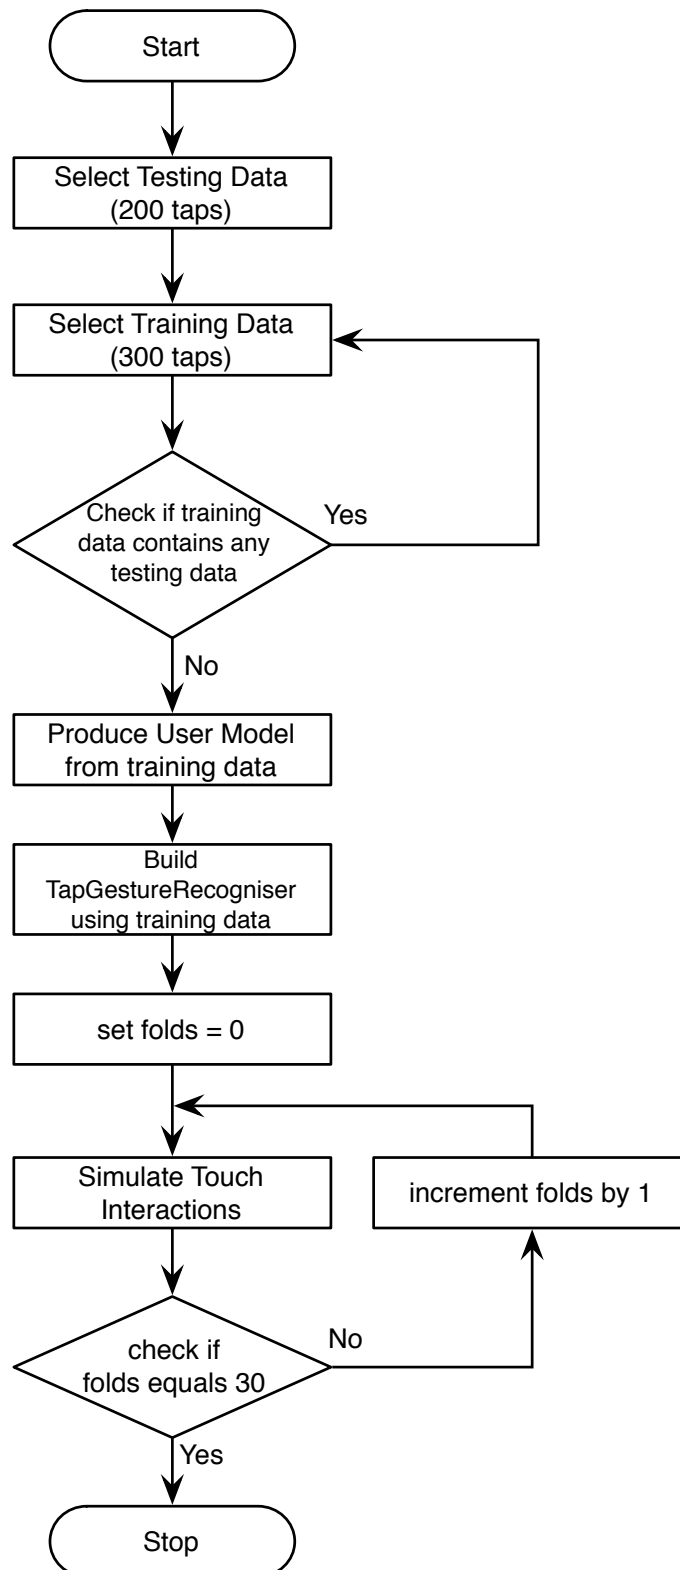 Start
Select Testing Data
(200 taps)
Select Training Data
(300 taps)
Check if training
data contains any
testing data
Yes
No
Produce User Model
from training data
Build
TapGestureRecogniser
using training data
set folds = 0
Simulate Touch
Interactions
increment folds by 1
check if
folds equals 30
No
Yes
Stop